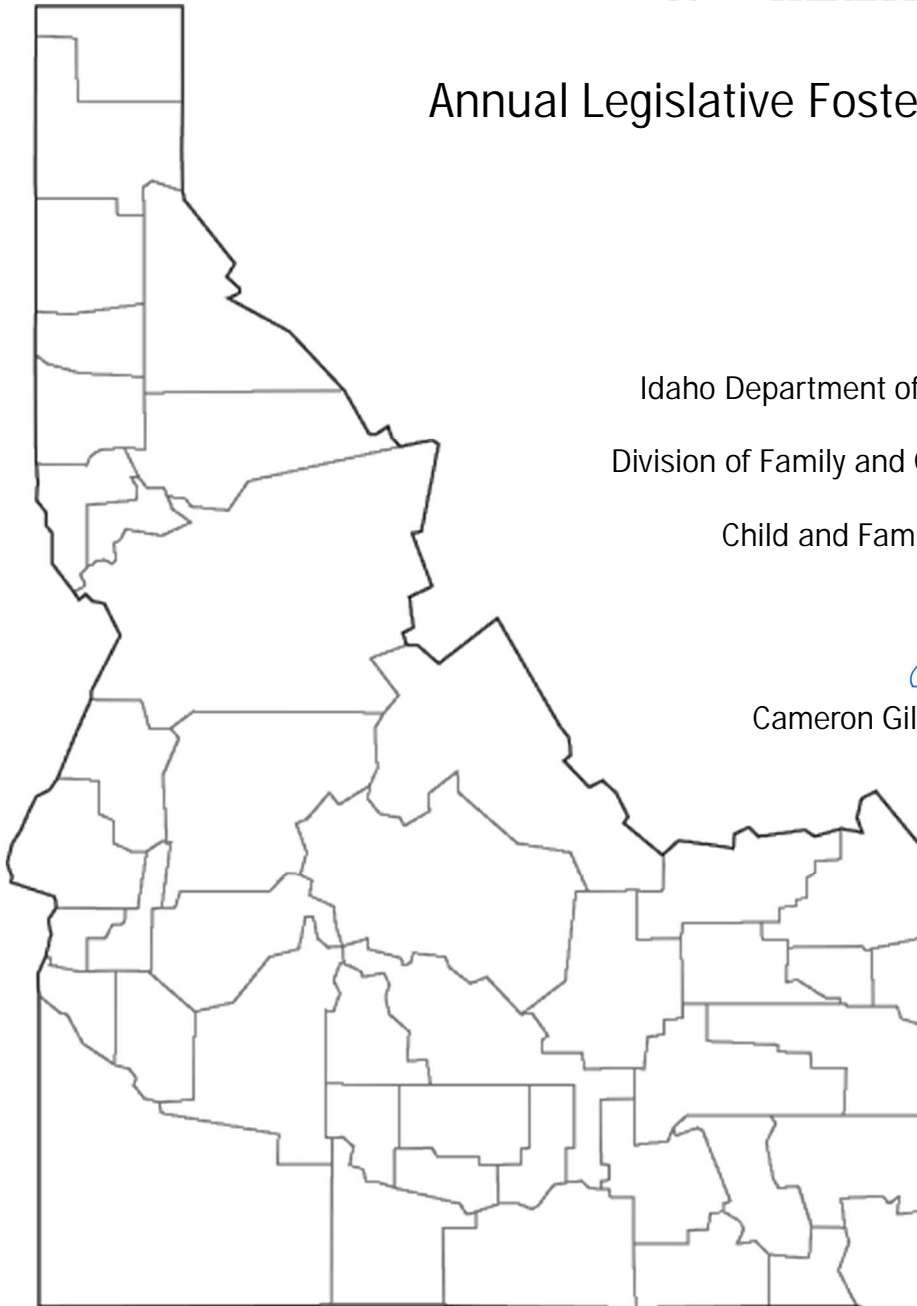 Annual Legislative Foste
Idaho Department of
Division of Family and
Child and Fam
Cameron Gil